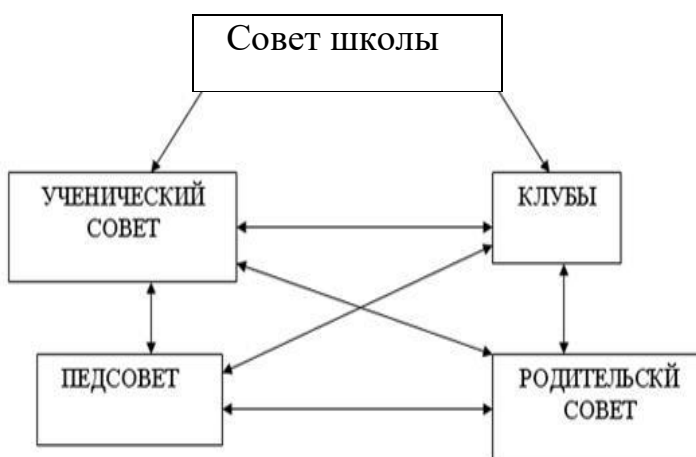 Совет школы
УЧЕНИЧЕСКИЙ
СОВЕТ
КЛУБЫ
ПЕДСОВЕТ
РОДИТЕЛЬСКЙ
СОВЕТ